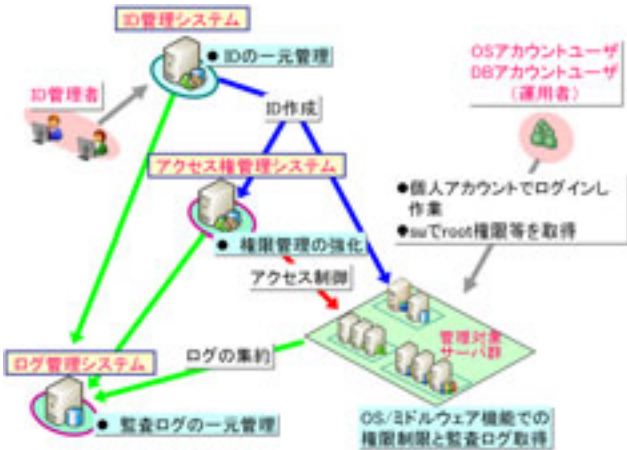 ID管理システム
● IDの一元管理
OSアカウントユーザ
DBアカウントユーザ
(運用者)
ID管理者
ID作成
アクセス権管理システム
●個人アカウントでログインし
作業
●suでroot権限等を取得
● 権限管理の強化
アクセス制御
管理対象
サーバ群
ログ管理システム
ログの集約
● 監査ログの一元管理
OS/ミドルウェア機能での
権限制限と監査ログ取得